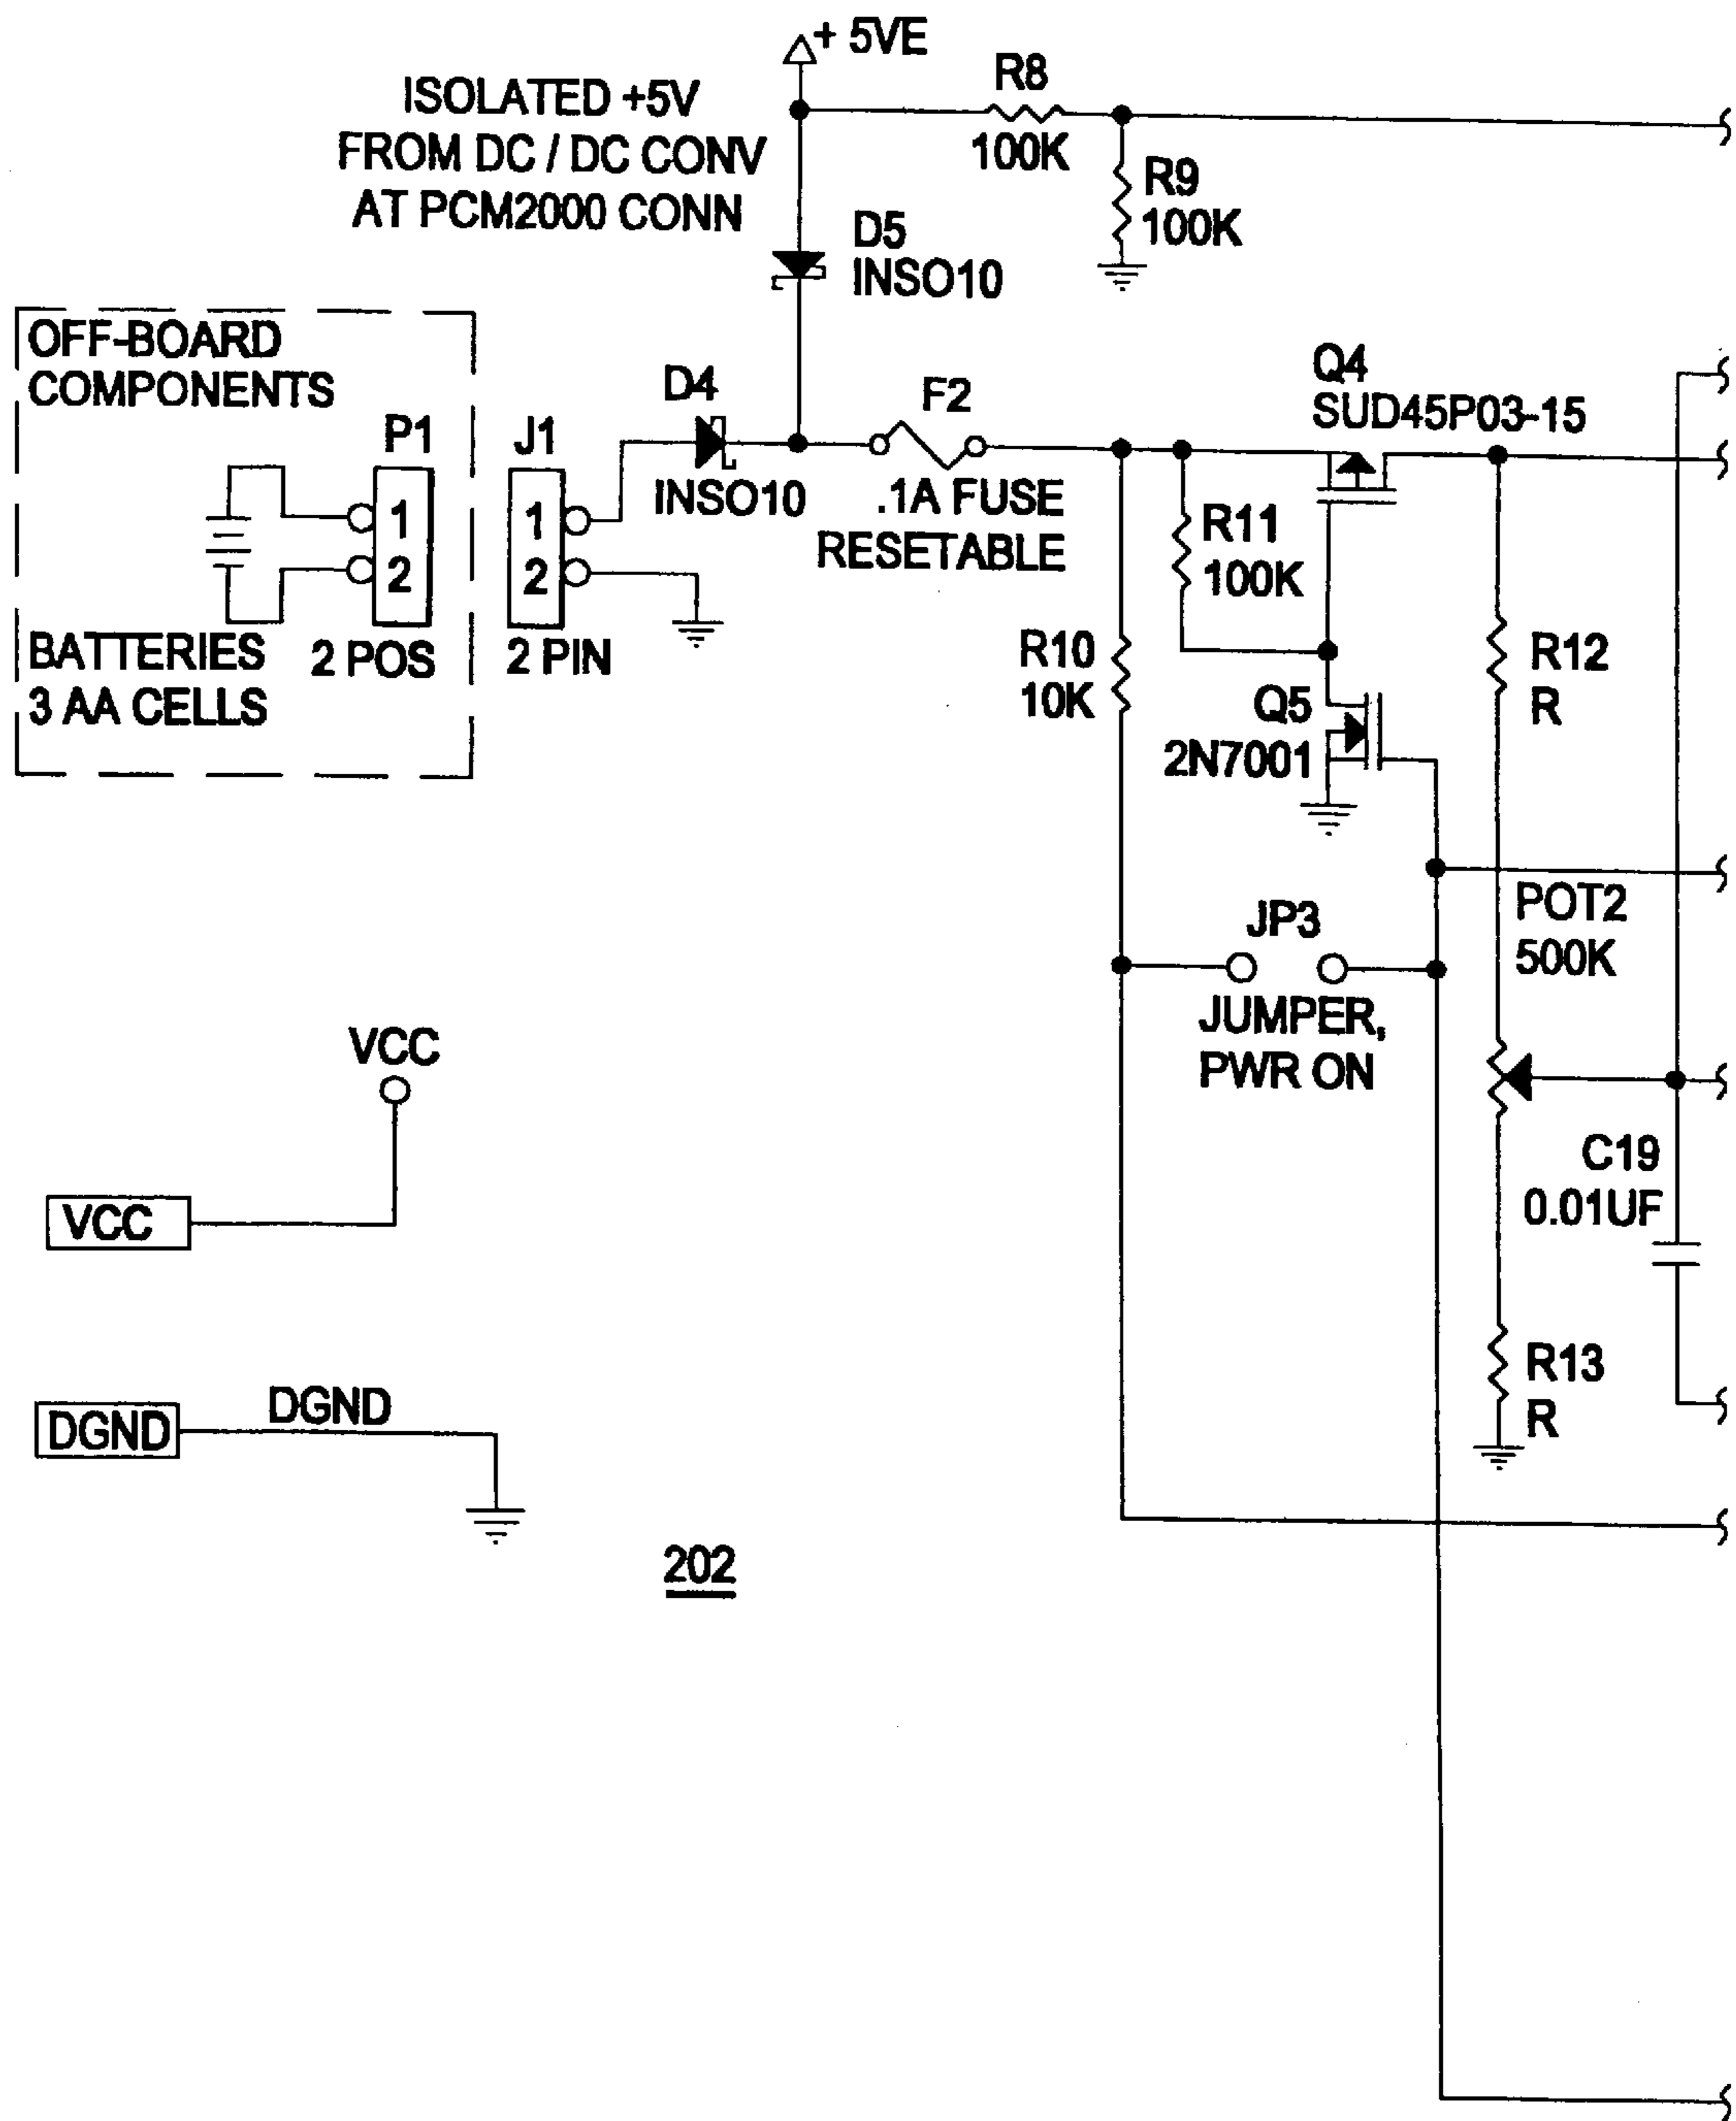 + 5VE
ISOLATED +5V
FROM DC / DC CONV
AT PCM2000 CONN
R8
100K
R9
100K
D5
INSO10
OFF-BOARD
COMPONENTS
P1
1
2
2 POS
BATTERIES
3 AA CELLS
J1
1
2
2 PIN
D4
INSO10
F2
.1A FUSE
RESETABLE
Q4
SUD45P03-15
R11
100K
R10
10K
Q5
2N7001
R12
R
POT2
500K
JP3
JUMPER,
PWR ON
VCC
VCC
C19
0.01UF
R13
R
DGND
DGND
202